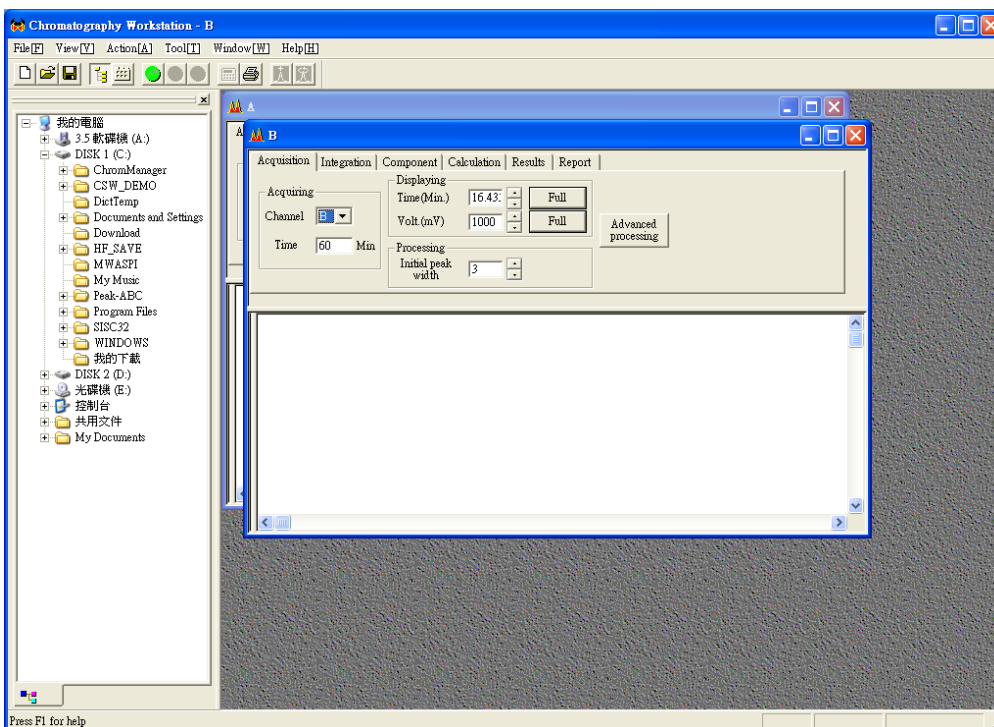 Chromatography Workstation - B
File[F] View[V] Action[A] Tool[T] Window[W] Help[H]
我的電腦
3.5 軟碟機 (A:)
DISK 1 (C:)
ChromManager
CSW_DEMO
DictTemp
Documents and Settings
Download
HF_SAVE
MWASPI
My Music
Peak-ABC
Program Files
SISC32
WINDOWS
我的下載
DISK 2 (D:)
光碟機 (E:)
控制台
共用文件
My Documents
A
A
B
Acquisition Integration Component Calculation Results Report
Acquiring
Channel B
Time 60 Min
Displaying
Time(Min.) 16.43 Full
Volt.(mV) 1000 Full
Processing
Initial peak
width 3
Advanced
processing
Press F1 for help